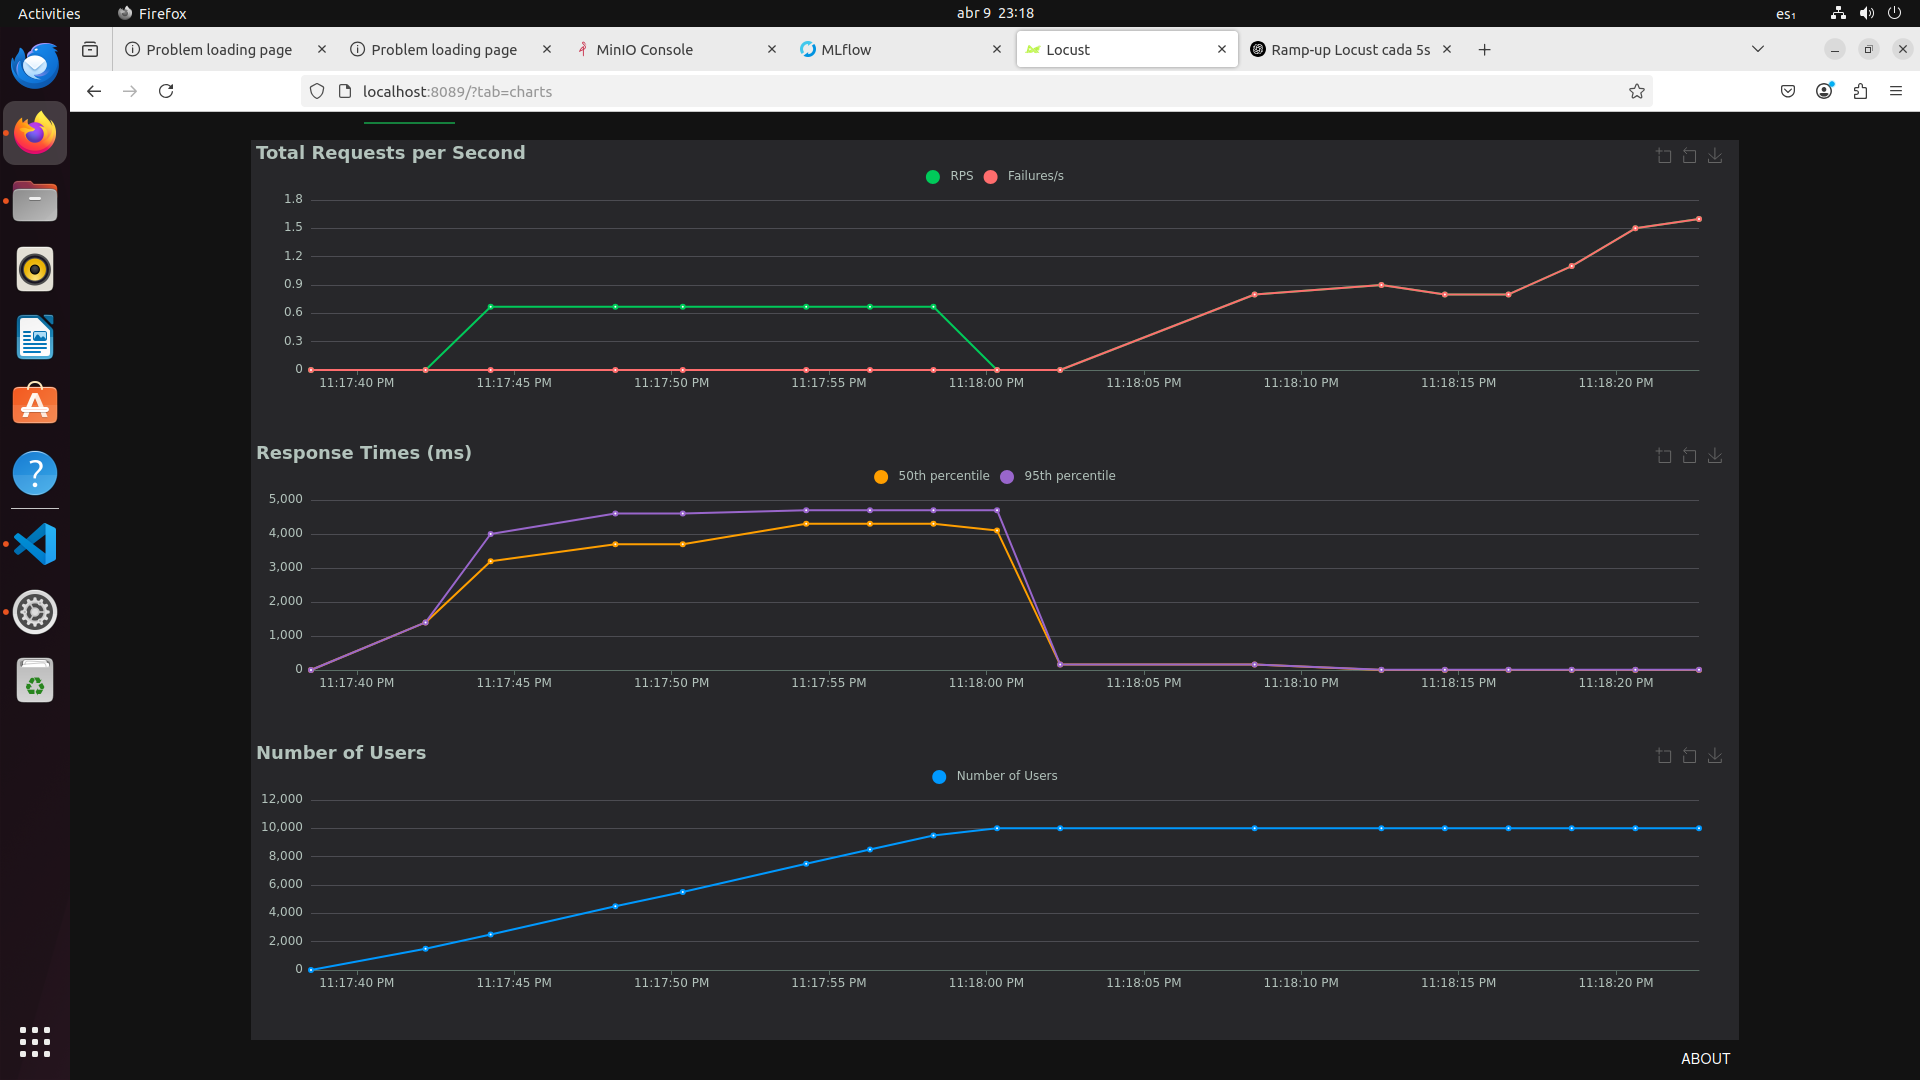 Activities
Firefox
abr 9 23:18
es₁
Problem loading page
Problem loading page
MinIO Console
MLflow
Locust
Ramp-up Locust cada 5s
localhost:8089/?tab=charts
Total Requests per Second
RPS
Failures/s
1.8
1.5
1.2
0.9
0.6
0.3
0
11:17:40 PM
11:17:45 PM
11:17:50 PM
11:17:55 PM
11:18:00 PM
11:18:05 PM
11:18:10 PM
11:18:15 PM
11:18:20 PM
Response Times (ms)
50th percentile
95th percentile
5,000
4,000
3,000
2,000
1,000
0
11:17:40 PM
11:17:45 PM
11:17:50 PM
11:17:55 PM
11:18:00 PM
11:18:05 PM
11:18:10 PM
11:18:15 PM
11:18:20 PM
Number of Users
Number of Users
12,000
10,000
8,000
6,000
4,000
2,000
0
11:17:40 PM
11:17:45 PM
11:17:50 PM
11:17:55 PM
11:18:00 PM
11:18:05 PM
11:18:10 PM
11:18:15 PM
11:18:20 PM
ABOUT